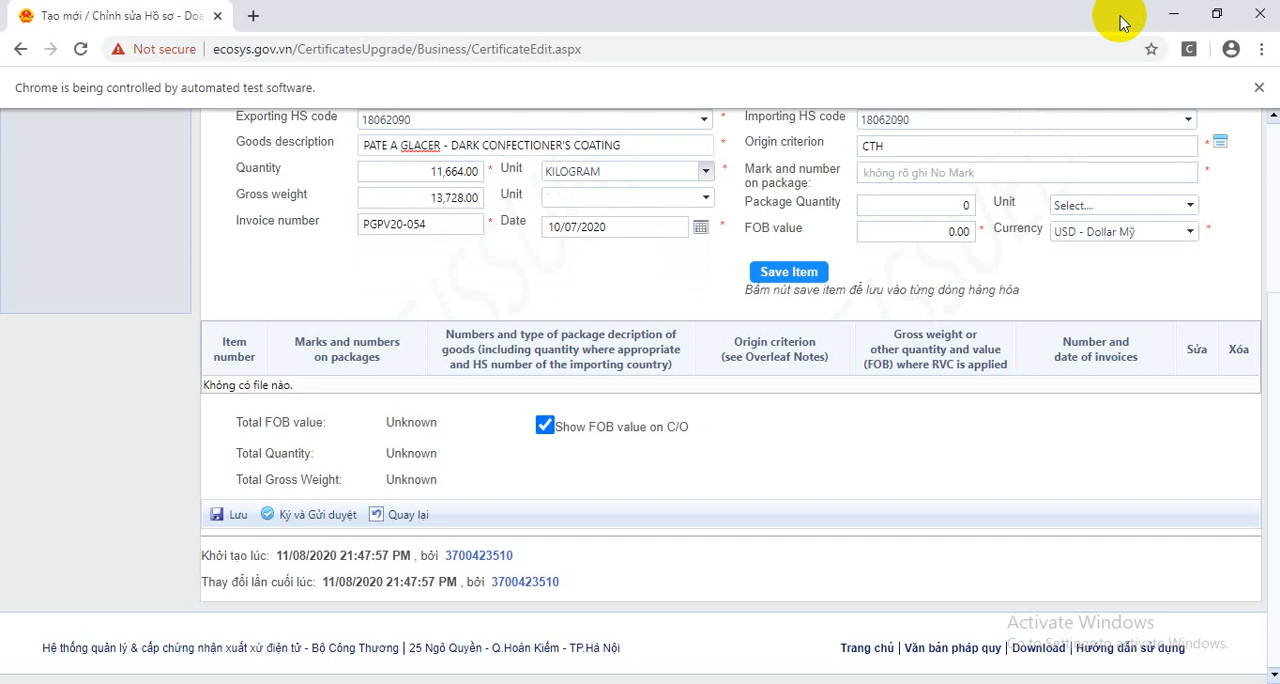 Tạo mới / Chỉnh sửa Hồ sơ - Doa
Not secure ecosys.gov.vn/CertificatesUpgrade/Business/CertificateEdit.aspx
C
Chrome is being controlled by automated test software.
Exporting HS code 18062090 * Importing HS code 18062090
Goods description PATE A GLACER - DARK CONFECTIONER'S COATING * Origin criterion CTH *
Quantity 11,664.00 * Unit KILOGRAM * Mark and number on package: không rõ ghi No Mark *
Gross weight 13,728.00 Unit Package Quantity 0 Unit Select....
Invoice number PGPV20-054 * Date 10/07/2020 * FOB value 0.00 * Currency USD - Dollar Mỹ *
Save Item
Bấm nút save item để lưu vào từng dòng hàng hóa
Item number
Marks and numbers on packages
Numbers and type of package decription of goods (including quantity where appropriate and HS number of the importing country)
Origin criterion (see Overleaf Notes)
Gross weight or other quantity and value (FOB) where RVC is applied
Number and date of invoices
Sửa
Xóa
Không có file nào.
Total FOB value: Unknown Show FOB value on C/O
Total Quantity: Unknown
Total Gross Weight: Unknown
Lưu Ký và Gửi duyệt Quay lại
Khởi tạo lúc: 11/08/2020 21:47:57 PM , bởi 3700423510
Thay đổi lần cuối lúc: 11/08/2020 21:47:57 PM , bởi 3700423510
Activate Windows
Go to Settings to activate Windows.
Hệ thống quản lý & cấp chứng nhận xuất xứ điện tử - Bộ Công Thương | 25 Ngô Quyền - Q.Hoàn Kiếm - TP.Hà Nội
Trang chủ | Văn bản pháp quy | Download | Hướng dẫn sử dụng